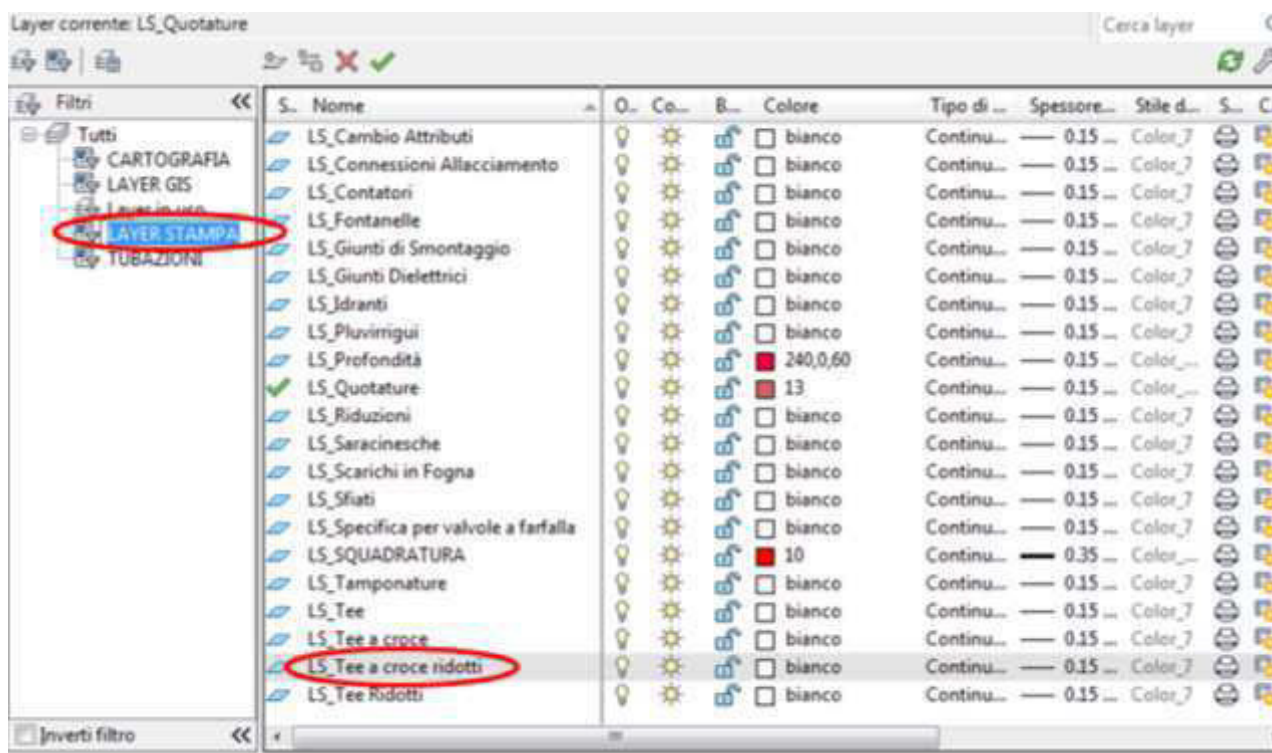 Layer corrente: LS_Quotature
Cerca layer
Filtri
Tutti
CARTOGRAFIA
LAYER GIS
Layer in uso
LAYER STAMPA
TUBAZIONI
Inverti filtro
S.. Nome O.. Co... B... Colore Tipo di ... Spessore... Stile d... S... C.
LS_Cambio Attributi bianco Continu... 0.15 ... Color_7
LS_Connessioni Allacciamento bianco Continu... 0.15 ... Color_7
LS_Contatori bianco Continu... 0.15 ... Color_7
LS_Fontanelle bianco Continu... 0.15 ... Color_7
LS_Giunti di Smontaggio bianco Continu... 0.15 ... Color_7
LS_Giunti Dielettrici bianco Continu... 0.15 ... Color_7
LS_Idranti bianco Continu... 0.15 ... Color_7
LS_Pluvirrigui bianco Continu... 0.15 ... Color_7
LS_Profondità 240,0,60 Continu... 0.15 ... Color_...
LS_Quotature 13 Continu... 0.15 ... Color_...
LS_Riduzioni bianco Continu... 0.15 ... Color_7
LS_Saracinesche bianco Continu... 0.15 ... Color_7
LS_Scarichi in Fogna bianco Continu... 0.15 ... Color_7
LS_Sfiati bianco Continu... 0.15 ... Color_7
LS_Specifica per valvole a farfalla bianco Continu... 0.15 ... Color_7
LS_SQUADRATURA 10 Continu... 0.35 ... Color_...
LS_Tamponature bianco Continu... 0.15 ... Color_7
LS_Tee bianco Continu... 0.15 ... Color_7
LS_Tee a croce bianco Continu... 0.15 ... Color_7
LS_Tee a croce ridotti bianco Continu... 0.15 ... Color_7
LS_Tee Ridotti bianco Continu... 0.15 ... Color_7